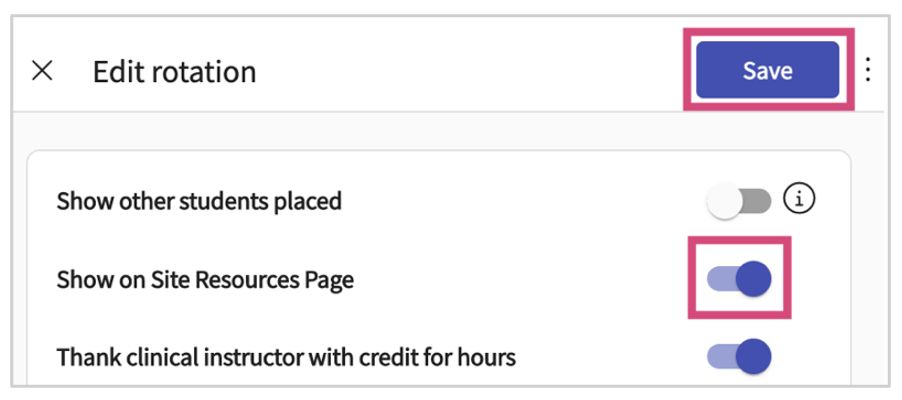 Edit rotation
Save
Show other students placed
Show on Site Resources Page
Thank clinical instructor with credit for hours